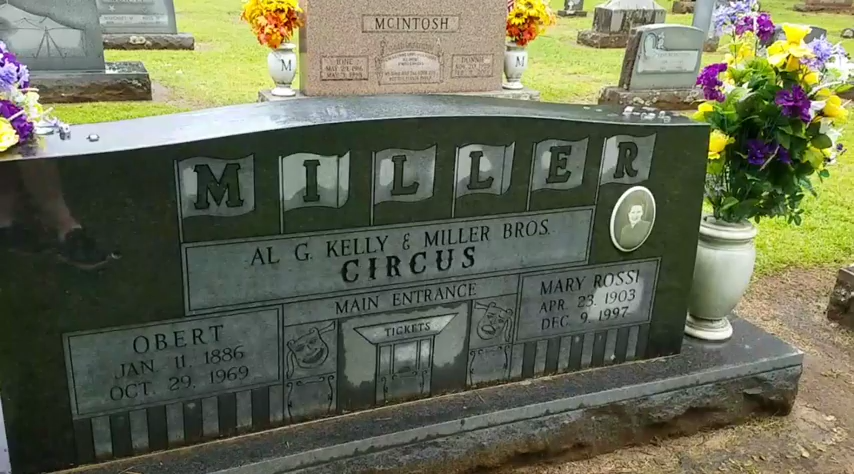 MCINTOSH
M
M
MILLER
AL G. KELLY & MILLER BROS.
CIRCUS
MAIN ENTRANCE
TICKETS
OBERT
JAN 11, 1886
OCT. 29, 1969
MARY ROSSI
APR. 23, 1903
DEC. 9, 1997